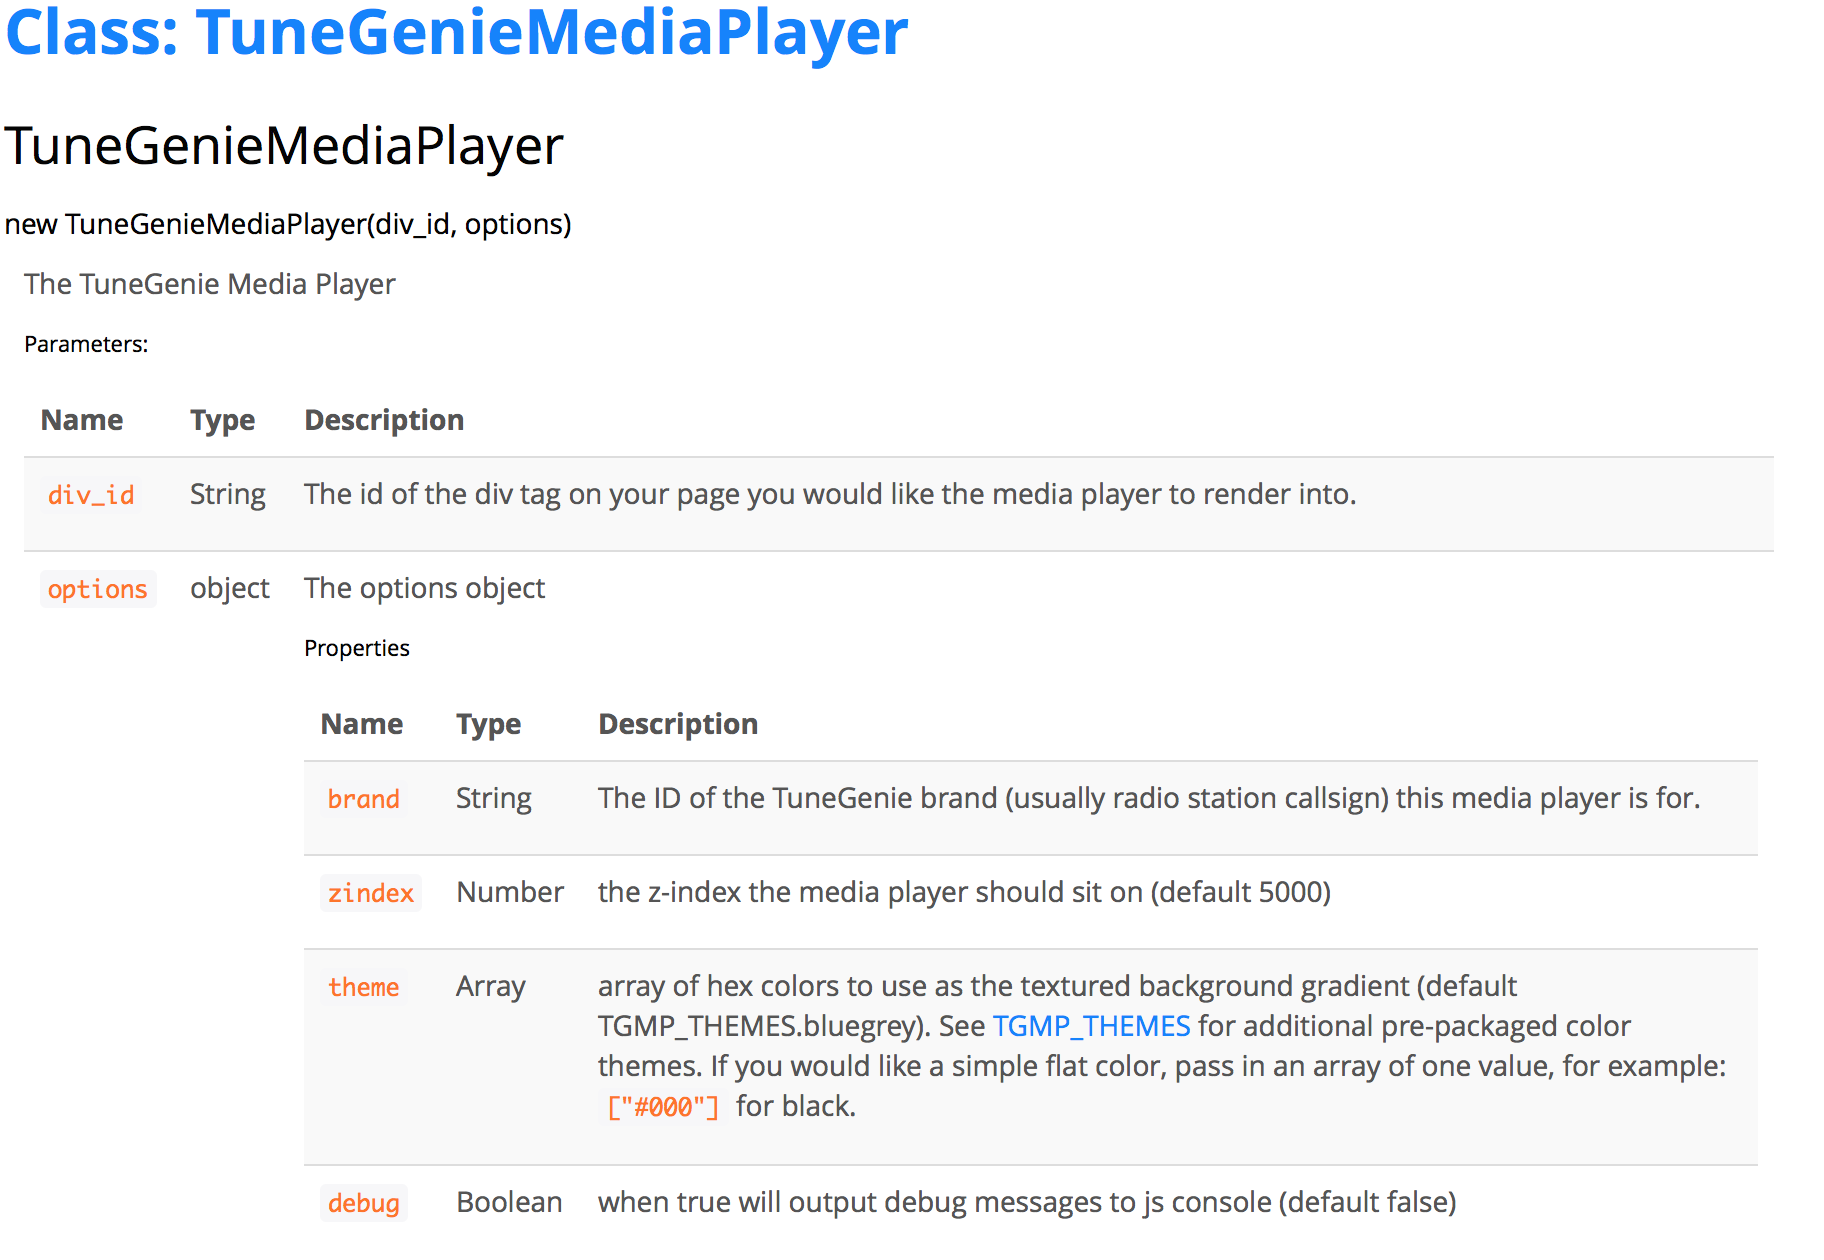 Class: TuneGenieMediaPlayer
TuneGenieMediaPlayer
new TuneGenieMediaPlayer(div_id, options)
The TuneGenie Media Player
Parameters:
Name Type Description
div_id String The id of the div tag on your page you would like the media player to render into.
options object The options object
Properties
Name Type Description
brand String The ID of the TuneGenie brand (usually radio station callsign) this media player is for.
zindex Number the z-index the media player should sit on (default 5000)
theme Array array of hex colors to use as the textured background gradient (default
TGMP_THEMES.bluegrey). See TGMP_THEMES for additional pre-packaged color
themes. If you would like a simple flat color, pass in an array of one value, for example:
["#000"] for black.
debug Boolean when true will output debug messages to js console (default false)